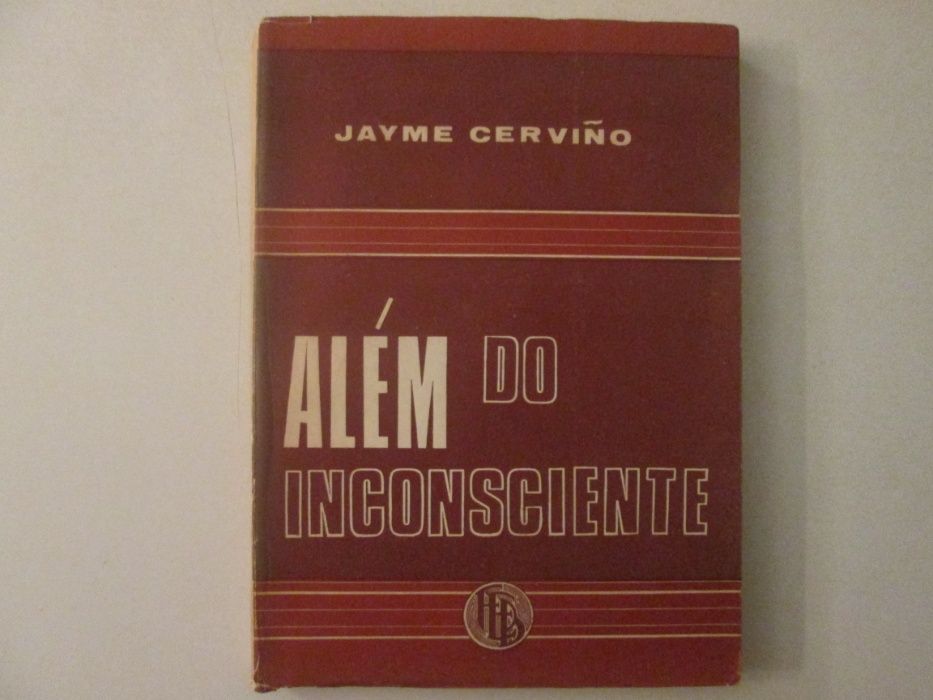 JAYME CERVIÑO
ALÉM DO
INCONSCIENTE